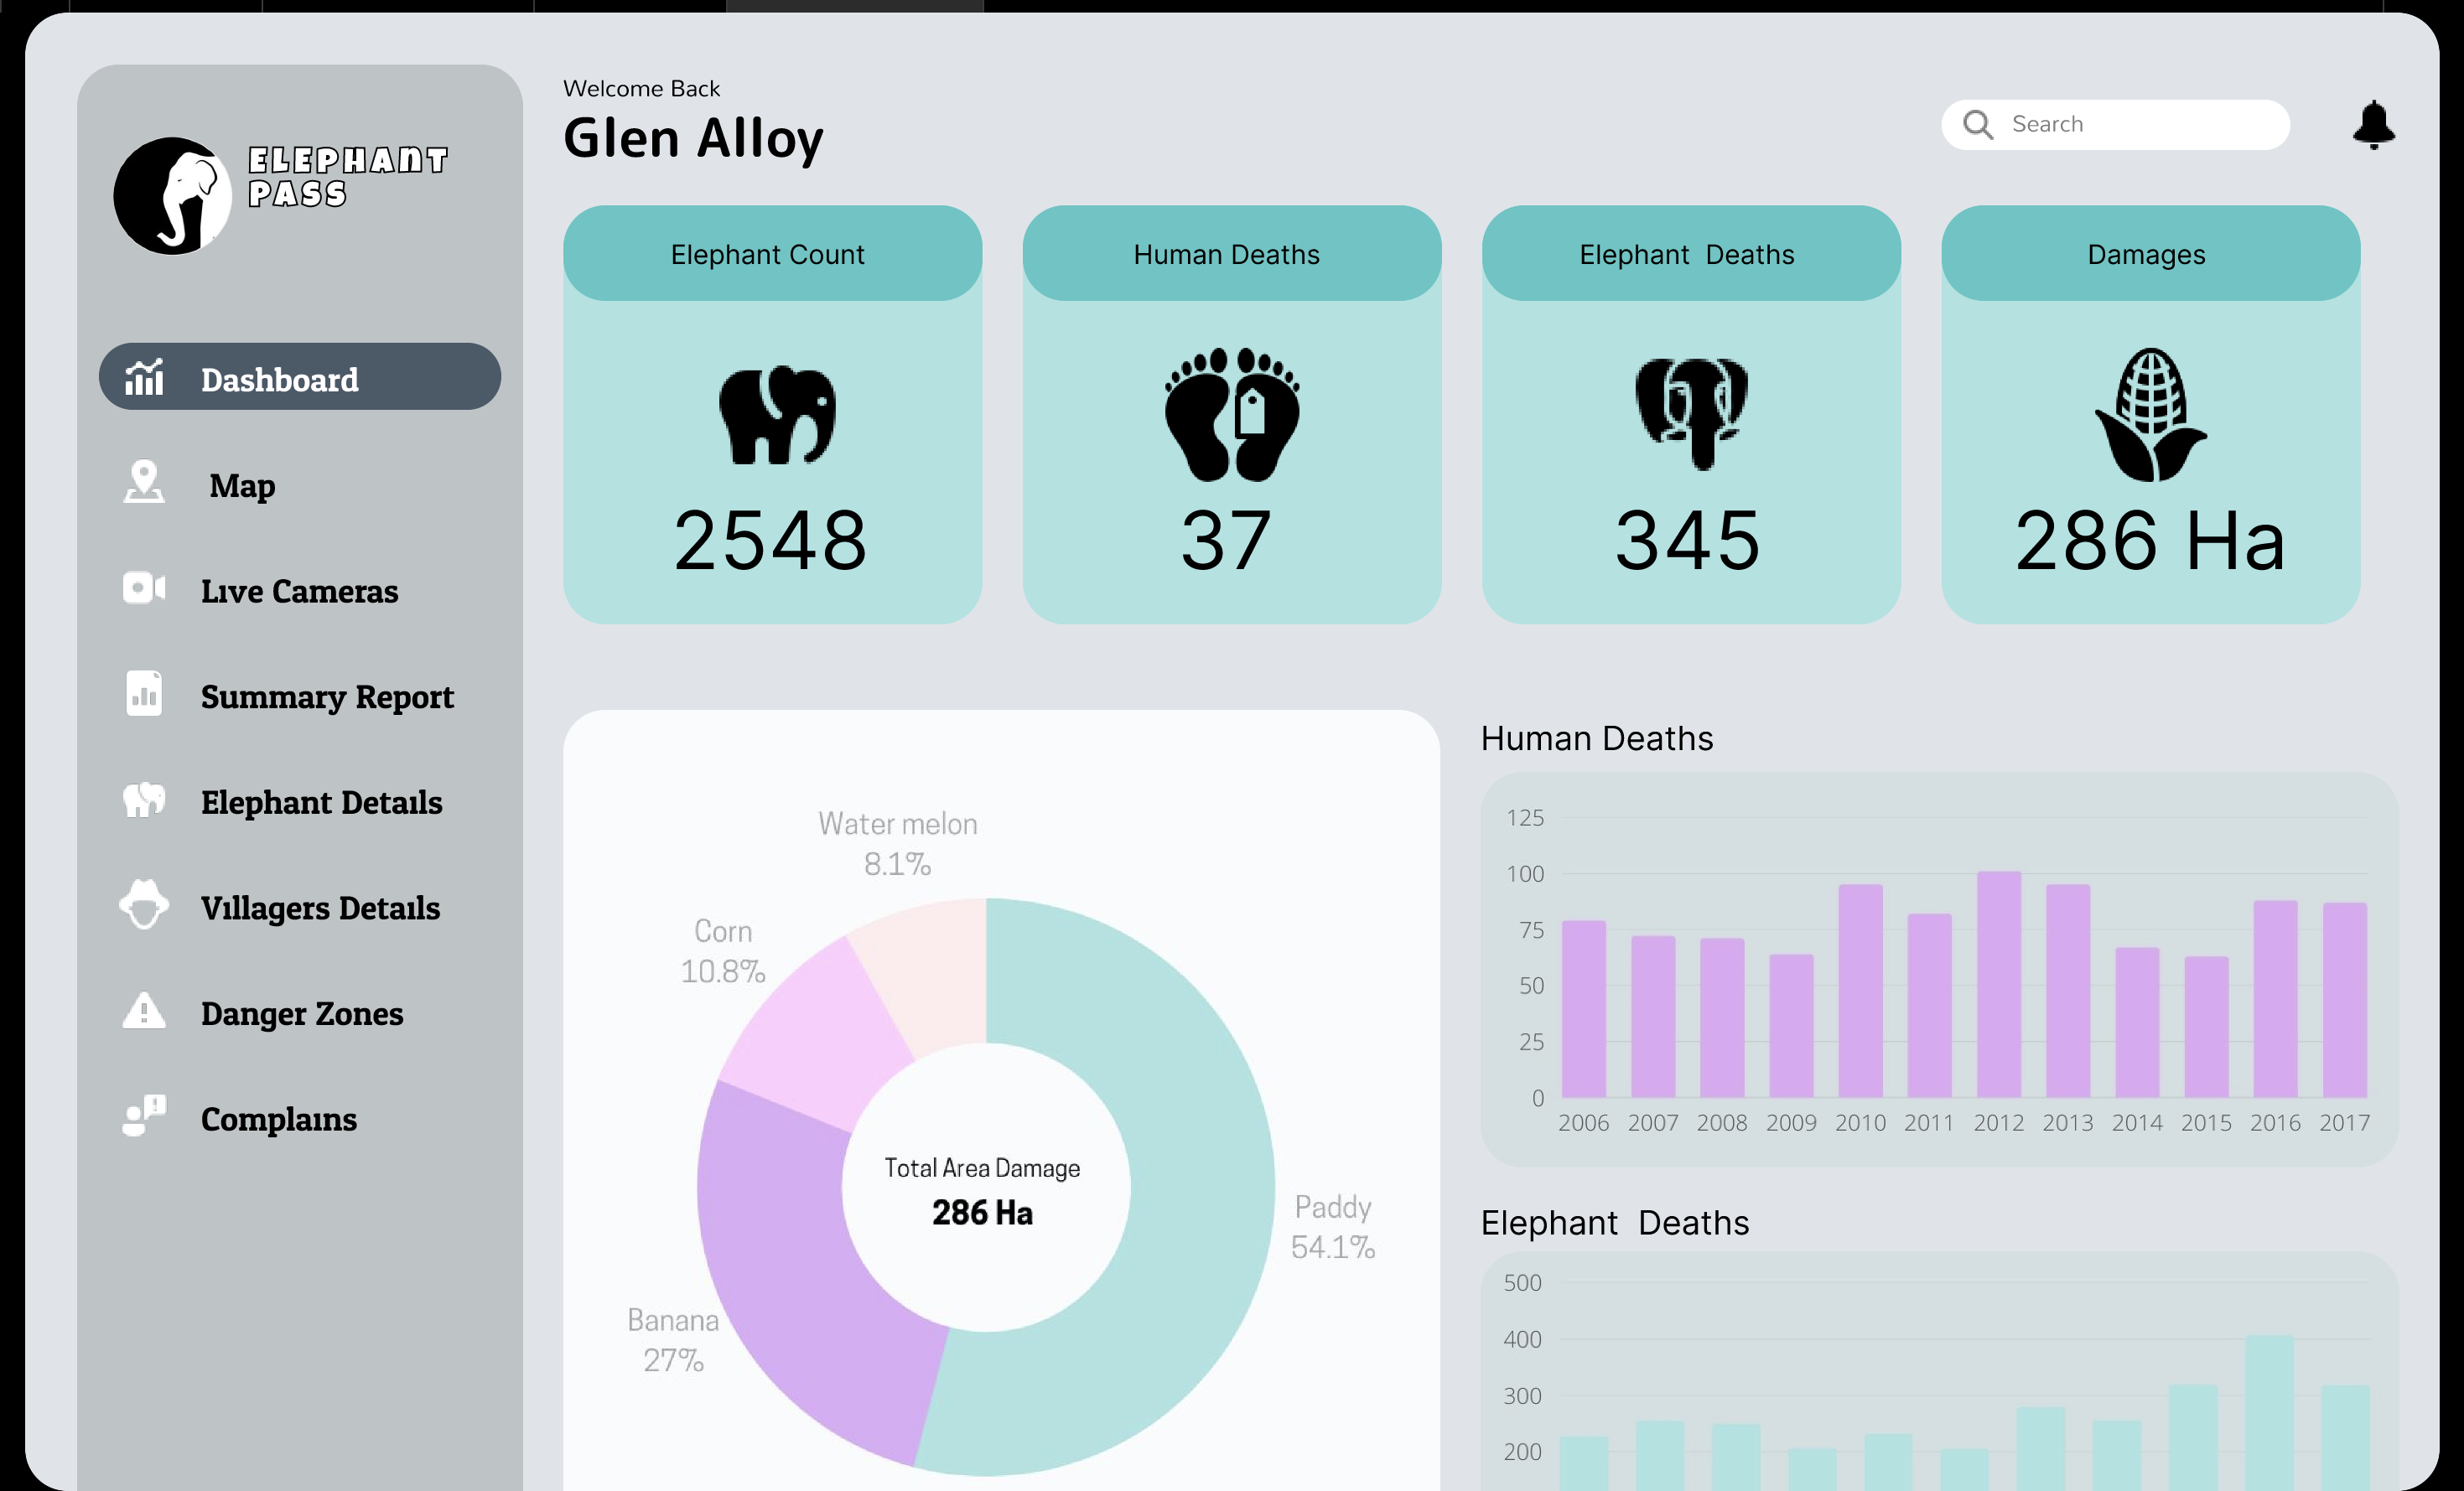 ELEPHANT
PASS
Dashboard
Map
Live Cameras
Summary Report
Elephant Details
Villagers Details
Danger Zones
Complains
Welcome Back
Glen Alloy
Search
Elephant Count
2548
Human Deaths
37
Elephant Deaths
345
Damages
286 Ha
Water melon
8.1%
Corn
10.8%
Total Area Damage
286 Ha
Paddy
54.1%
Banana
27%
Human Deaths
125
100
75
50
25
0
2006 2007 2008 2009 2010 2011 2012 2013 2014 2015 2016 2017
Elephant Deaths
500
400
300
200